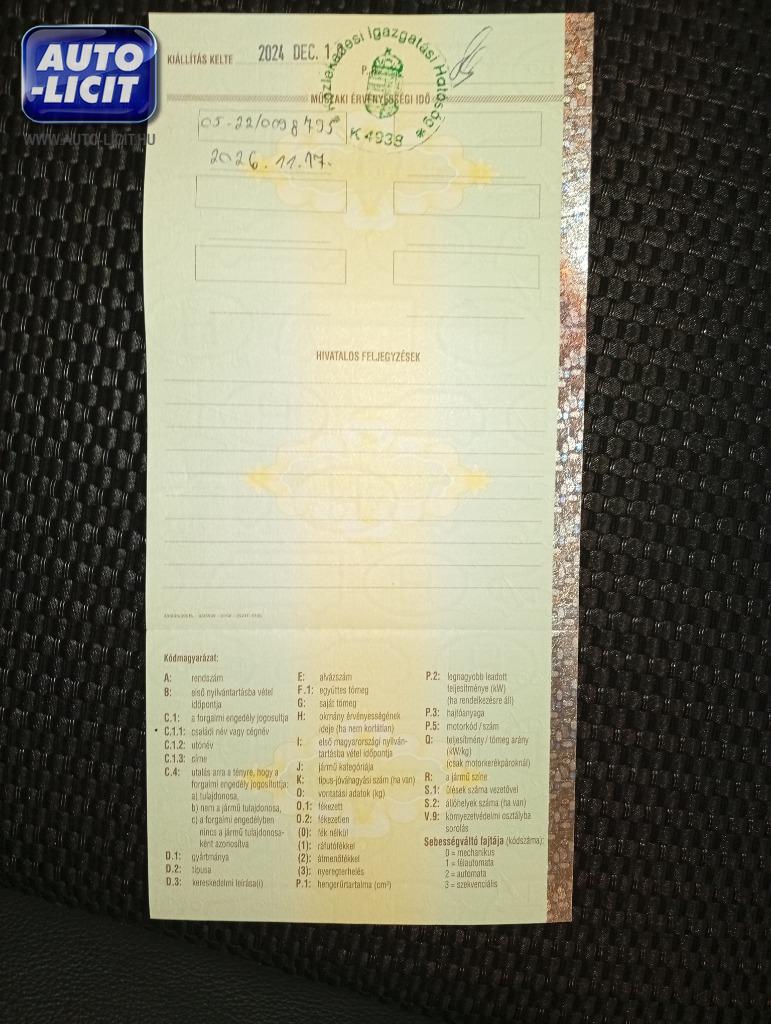 AUTO
-LICIT
WWW.AUTO-LICIT.HU
KIÁLLÍTÁS KELTE 2024 DEC. 1
P.
Közlekedési Igazgatási Hatóság
K 4939
MŰSZAKI ÉRVÉNYESSÉGI IDŐ
05-22/0098795
2026.11.17.
HIVATALOS FELJEGYZÉSEK
Kódmagyarázat:
A: rendszám
B: első nyilvántartásba vétel
időpontja
C.1: a forgalmi engedély jogosultja
C.1.1: családi név vagy cégnév
C.1.2: utónév
C.1.3: címe
C.4: utalás arra a tényre, hogy a
forgalmi engedély jogosítottja:
a) tulajdonosa,
b) nem a jármű tulajdonosa,
c) a forgalmi engedélyben
nincs a jármű tulajdonosa-
ként azonosítva
D.1: gyártmánya
D.2: típusa
D.3: kereskedelmi leírása(i)
E: alvázszám
F.1: együttes tömeg
G: saját tömeg
H: okmány érvényességének
ideje (ha nem korlátlan)
I: első magyarországi nyilván-
tartásba vétel időpontja
J: jármű kategóriája
K: típus-jóváhagyási szám (ha van)
O: vontatási adatok (kg)
O.1: fékezett
O.2: fékezetlen
(0): fék nélkül
(1): ráfutófékkel
(2): átmenőfékkel
(3): nyeregterhelés
P.1: hengerűrtartalma (cm³)
P.2: legnagyobb leadott
teljesítménye (kW)
(ha rendelkezésre áll)
P.3: hajtóanyaga
P.5: motorkód / szám
Q: teljesítmény / tömeg arány
(kW/kg)
(csak motorkerékpároknál)
R: a jármű színe
S.1: ülések száma vezetővel
S.2: állóhelyek száma (ha van)
V.9: környezetvédelmi osztályba
sorolás
Sebességváltó fajtája (kódszáma):
0 = mechanikus
1 = félautomata
2 = automata
3 = szekvenciális